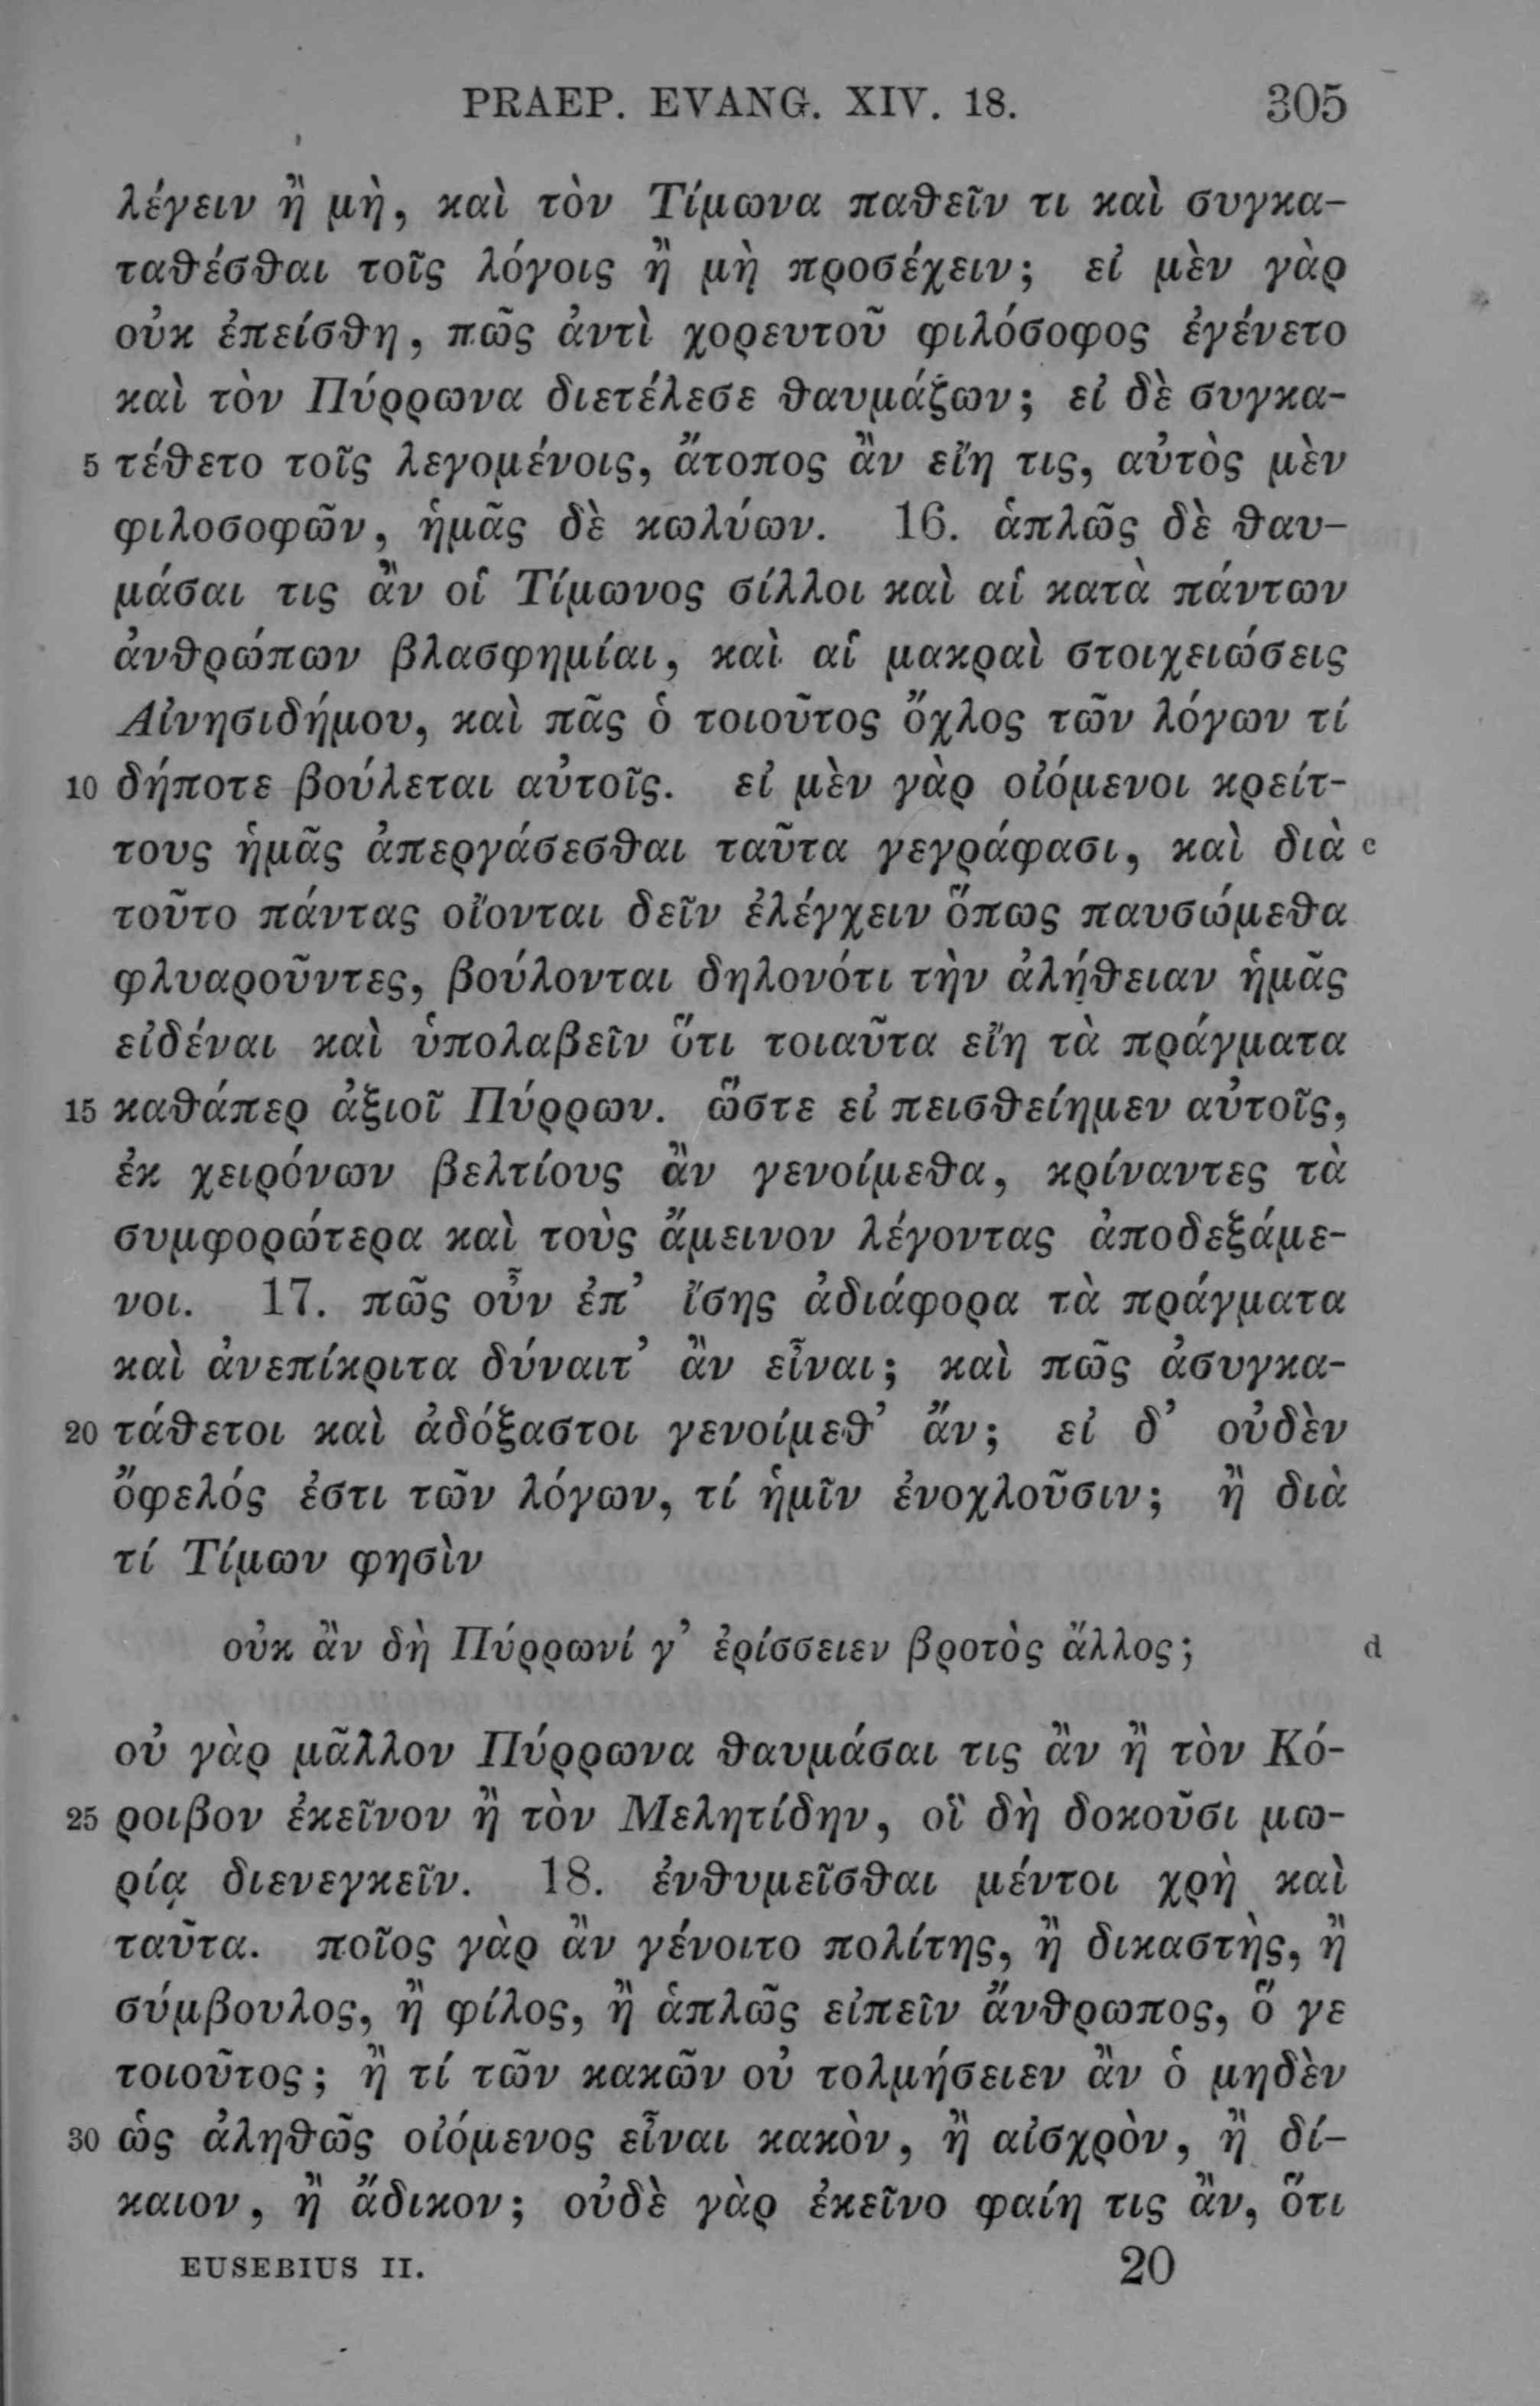 PRAEP. EVANG. XIV. 18. 305
λέγειν ἢ μὴ, καὶ τὸν Τίμωνα παθεῖν τι καὶ συγκα-
ταθέσθαι τοῖς λόγοις ἢ μὴ προσέχειν; εἰ μὲν γὰρ
οὐκ ἐπείσθη, πῶς ἀντὶ χορευτοῦ φιλόσοφος ἐγένετο
καὶ τὸν Πύρρωνα διετέλεσε θαυμάζων; εἰ δὲ συγκα-
5 τέθετο τοῖς λεγομένοις, ἄτοπος ἂν εἴη τις, αὐτὸς μὲν
φιλοσοφῶν, ἡμᾶς δὲ κωλύων. 16. ἁπλῶς δὲ θαυ-
μάσαι τις ἂν οἱ Τίμωνος σίλλοι καὶ αἱ κατὰ πάντων
ἀνθρώπων βλασφημίαι, καὶ αἱ μακραὶ στοιχειώσεις
Αἰνησιδήμου, καὶ πᾶς ὁ τοιοῦτος ὄχλος τῶν λόγων τί
10 δήποτε βούλεται αὐτοῖς. εἰ μὲν γὰρ οἰόμενοι κρείτ-
τους ἡμᾶς ἀπεργάσεσθαι ταῦτα γεγράφασι, καὶ διὰ c
τοῦτο πάντας οἴονται δεῖν ἐλέγχειν ὅπως παυσώμεθα
φλυαροῦντες, βούλονται δηλονότι τὴν ἀλήθειαν ἡμᾶς
εἰδέναι καὶ ὑπολαβεῖν ὅτι τοιαῦτα εἴη τὰ πράγματα
15 καθάπερ ἀξιοῖ Πύρρων. ὥστε εἰ πεισθείημεν αὐτοῖς,
ἐκ χειρόνων βελτίους ἂν γενοίμεθα, κρίναντες τὰ
συμφορώτερα καὶ τοὺς ἄμεινον λέγοντας ἀποδεξάμε-
νοι. 17. πῶς οὖν ἐπ’ ἴσης ἀδιάφορα τὰ πράγματα
καὶ ἀνεπίκριτα δύναιτ’ ἂν εἶναι; καὶ πῶς ἀσυγκα-
20 τάθετοι καὶ ἀδόξαστοι γενοίμεθ’ ἄν; εἰ δ’ οὐδὲν
ὄφελός ἐστι τῶν λόγων, τί ἡμῖν ἐνοχλοῦσιν; ἢ διὰ
τί Τίμων φησὶν
οὐκ ἂν δὴ Πύρρωνί γ’ ἐρίσσειεν βροτὸς ἄλλος; d
οὐ γὰρ μᾶλλον Πύρρωνα θαυμάσαι τις ἂν ἢ τὸν Κό-
25 ροιβον ἐκεῖνον ἢ τὸν Μελητίδην, οἳ δὴ δοκοῦσι μω-
ρίᾳ διενεγκεῖν. 18. ἐνθυμεῖσθαι μέντοι χρὴ καὶ
ταῦτα. ποῖος γὰρ ἂν γένοιτο πολίτης, ἢ δικαστὴς, ἢ
σύμβουλος, ἢ φίλος, ἢ ἁπλῶς εἰπεῖν ἄνθρωπος, ὅ γε
τοιοῦτος; ἢ τί τῶν κακῶν οὐ τολμήσειεν ἂν ὁ μηδὲν
30 ὡς ἀληθῶς οἰόμενος εἶναι κακὸν, ἢ αἰσχρὸν, ἢ δί-
καιον, ἢ ἄδικον; οὐδὲ γὰρ ἐκεῖνο φαίη τις ἂν, ὅτι
EUSEBIUS II. 20